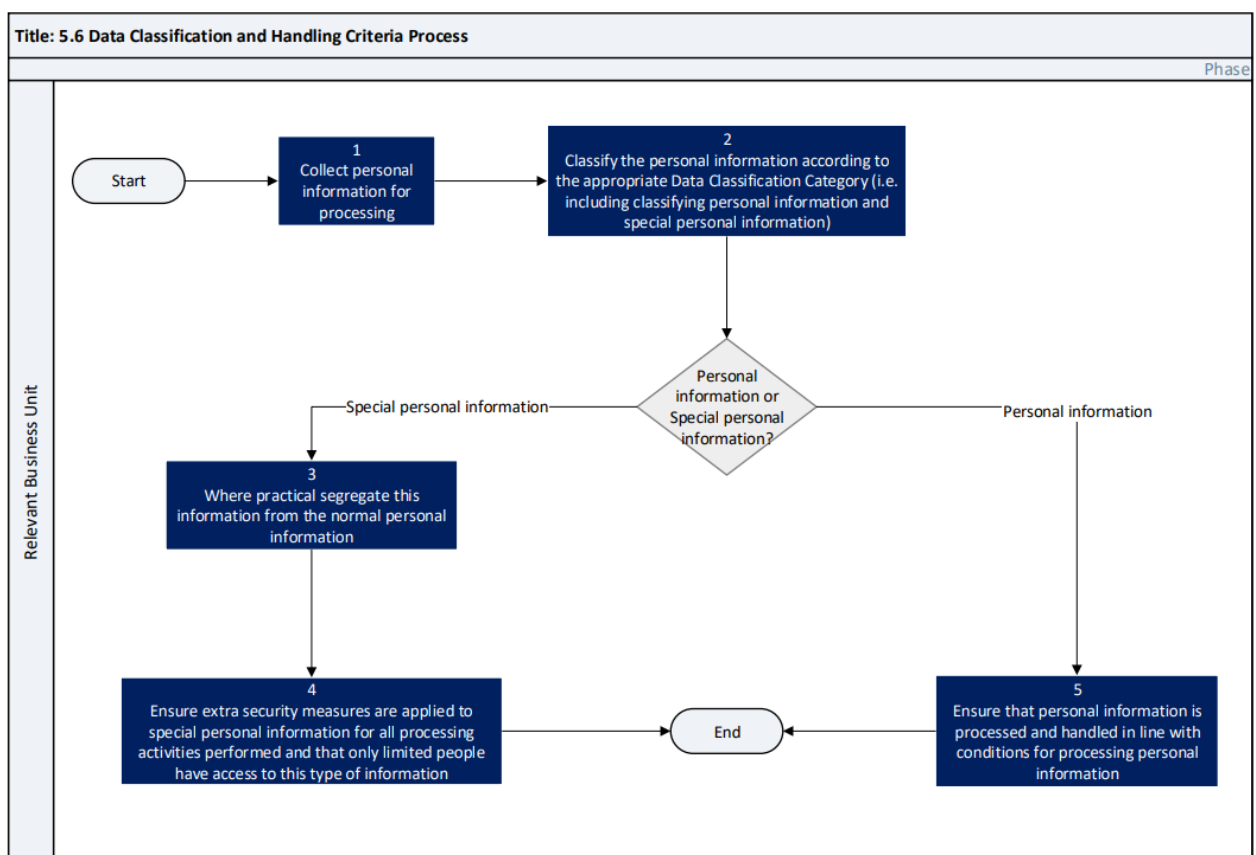 Title: 5.6 Data Classification and Handling Criteria Process
Phase
Relevant Business Unit
Start
1
Collect personal
information for
processing
2
Classify the personal information according to
the appropriate Data Classification Category (i.e.
including classifying personal information and
special personal information)
Personal
information or
Special personal
information?
Special personal information
Personal information
3
Where practical segregate this
information from the normal personal
information
4
Ensure extra security measures are applied to
special personal information for all processing
activities performed and that only limited people
have access to this type of information
End
5
Ensure that personal information is
processed and handled in line with
conditions for processing personal
information